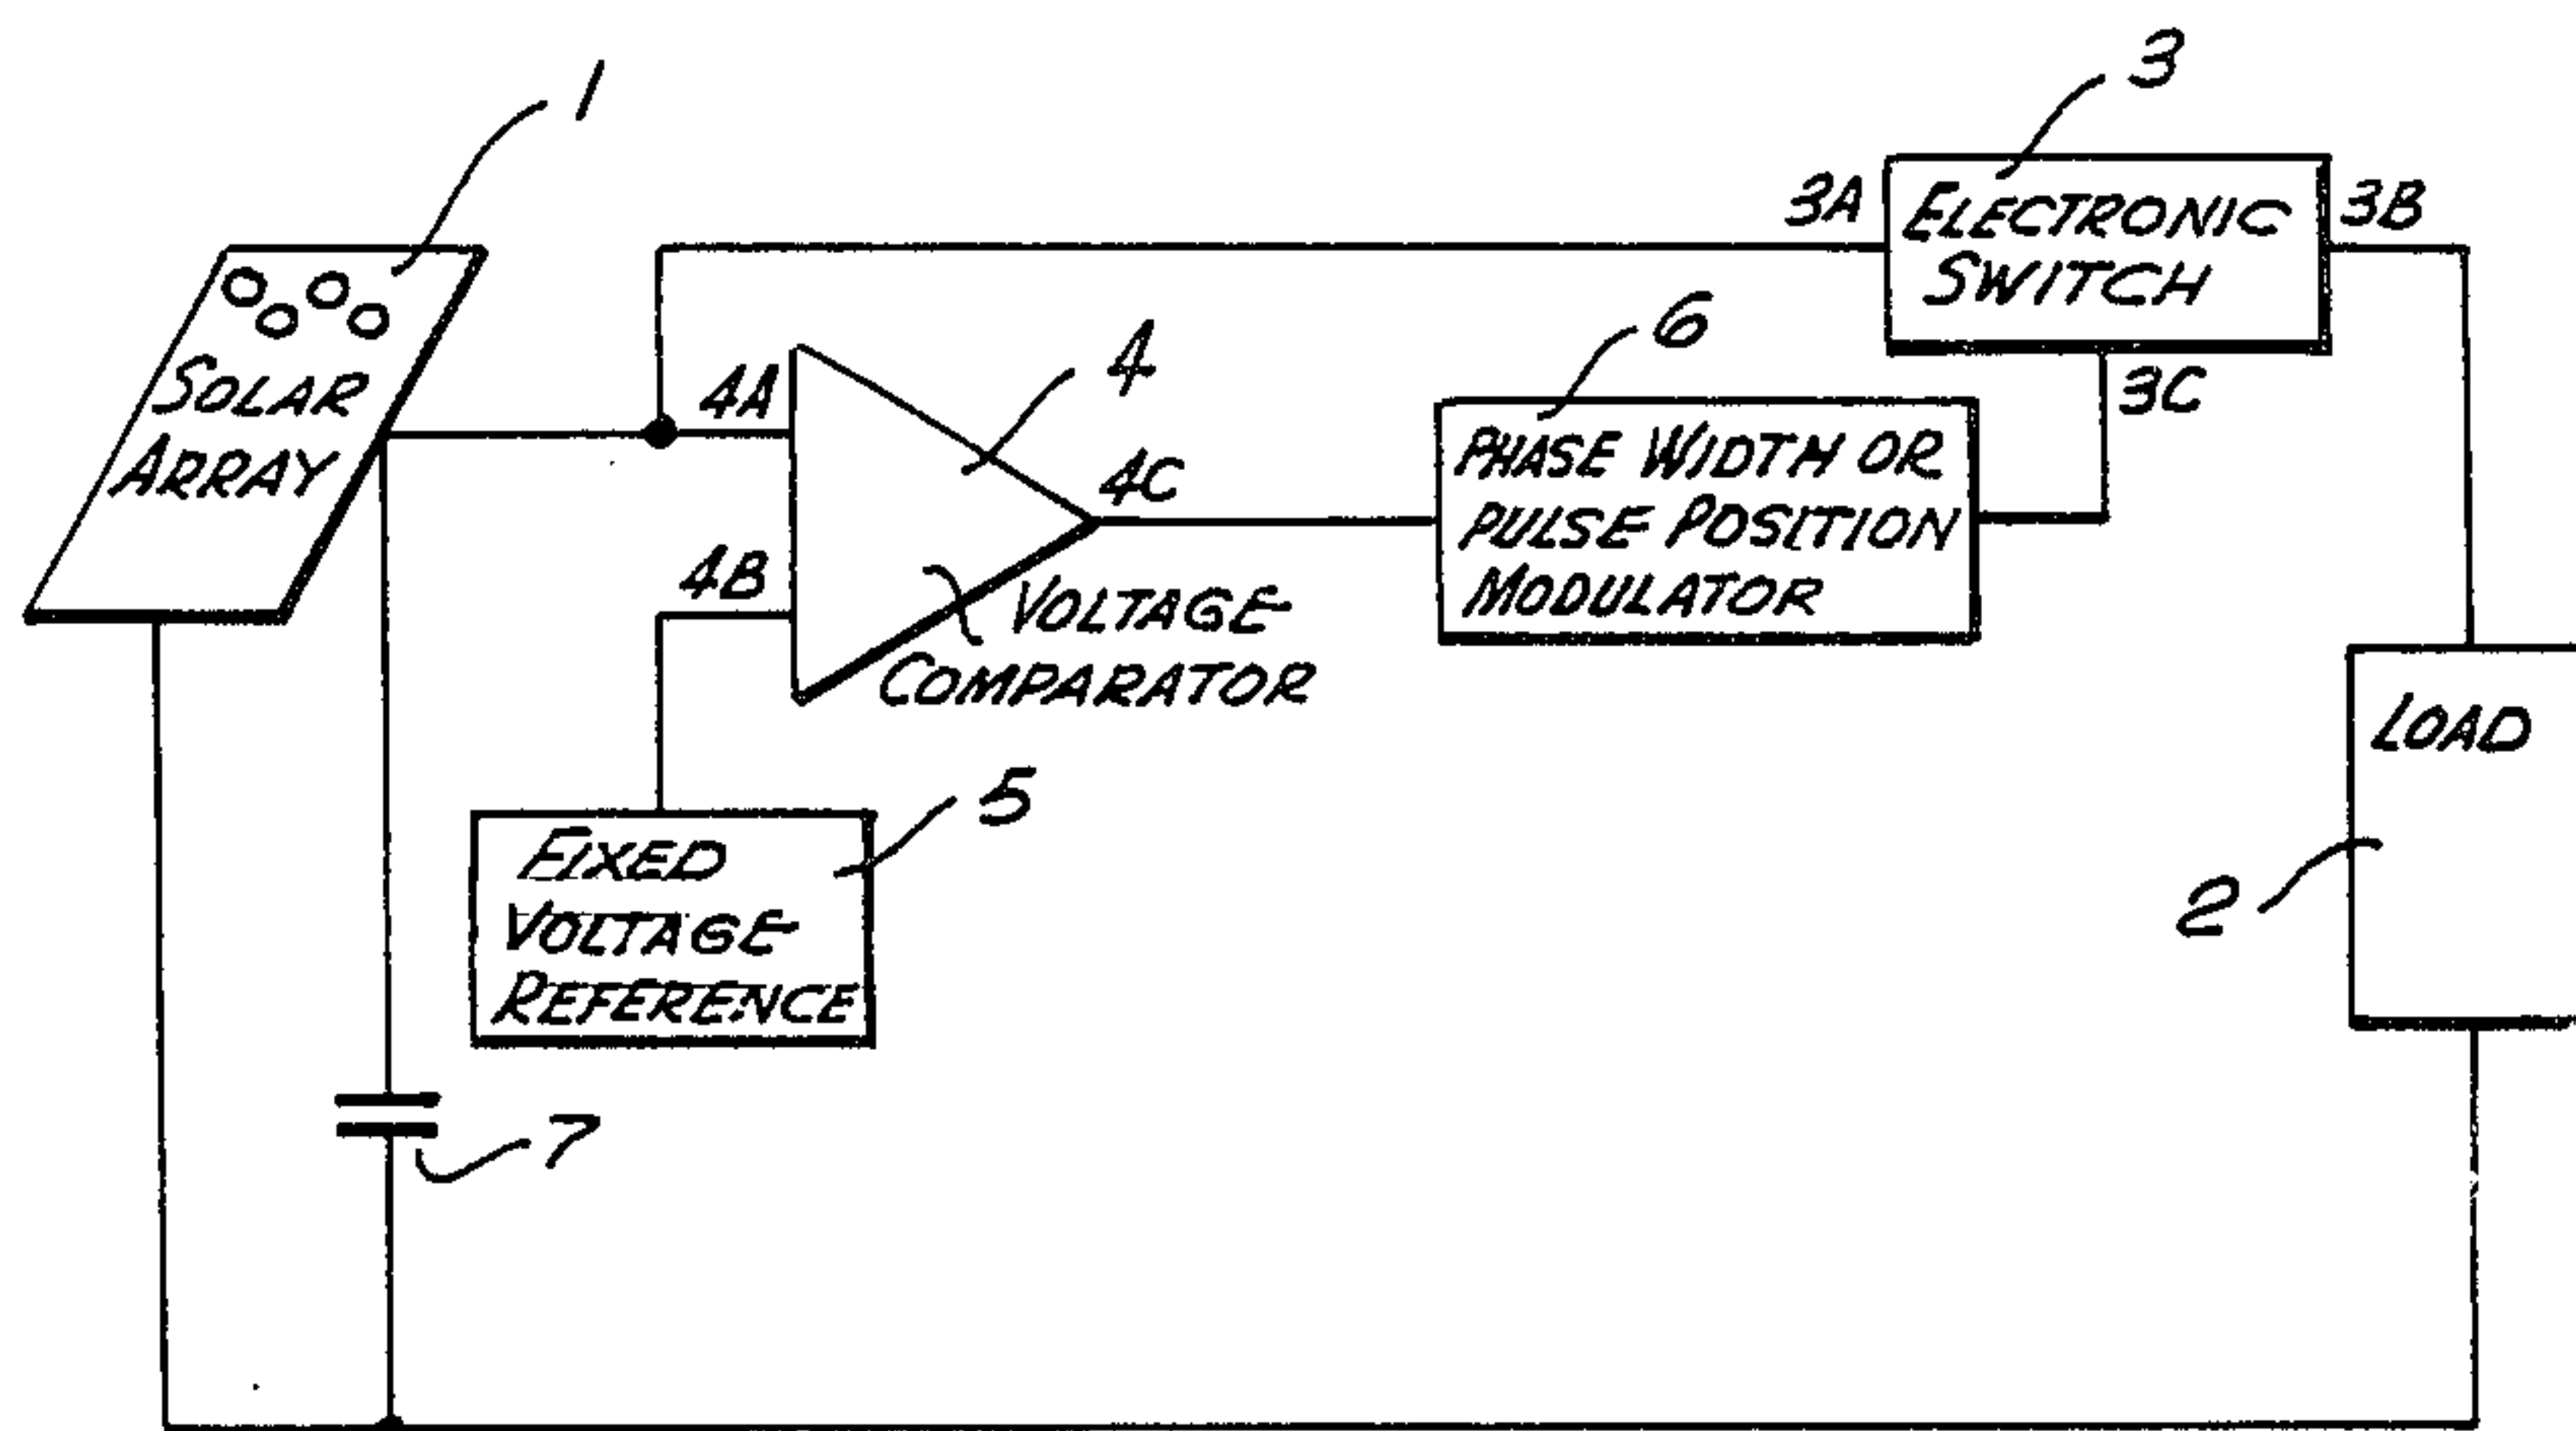 1
SOLAR
ARRAY
3
3A
ELECTRONIC
SWITCH
3B
3C
4A
4
4B
4C
VOLTAGE
COMPARATOR
6
PHASE WIDTH OR
PULSE POSITION
MODULATOR
5
FIXED
VOLTAGE
REFERENCE
LOAD
2
7